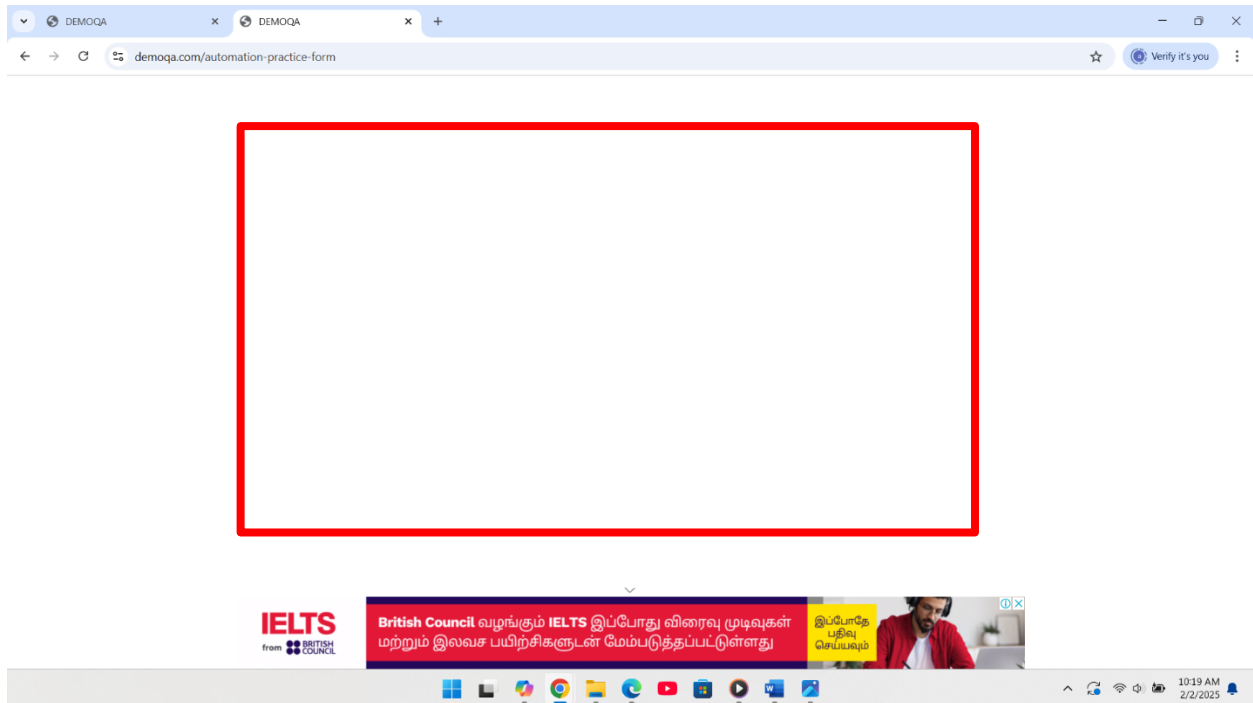 DEMOQA
DEMOQA
demoqa.com/automation-practice-form
Verify it's you
IELTS
from BRITISH COUNCIL
British Council வழங்கும் IELTS இப்போது விரைவு முடிவுகள்
மற்றும் இலவச பயிற்சிகளுடன் மேம்படுத்தப்பட்டுள்ளது
இப்போதே
பதிவு
செய்யவும்
10:19 AM
2/2/2025